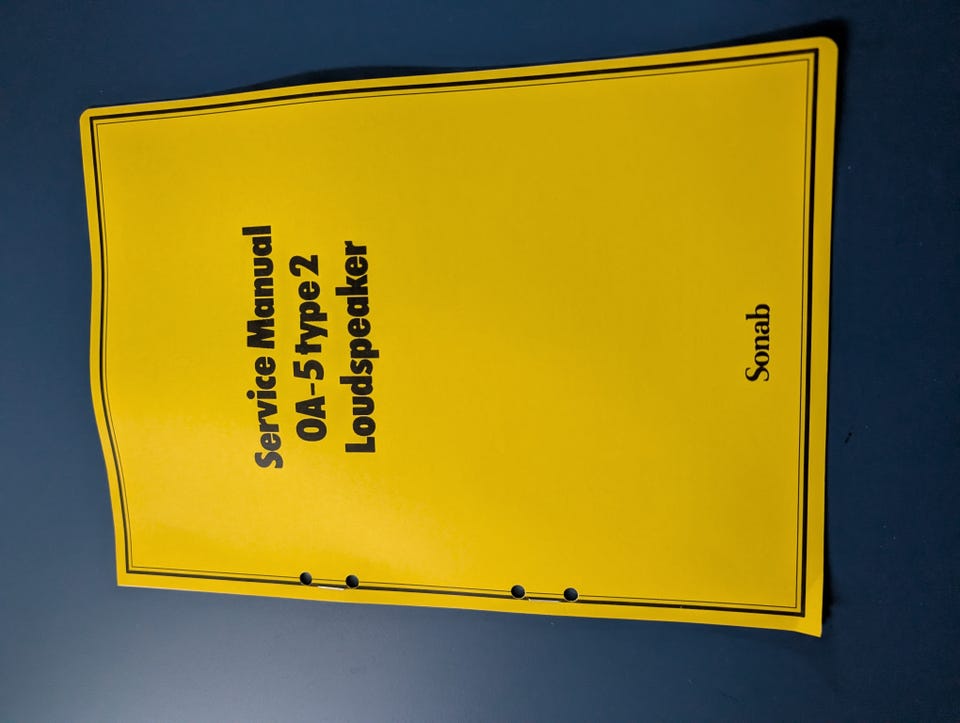 Service Manual
OA-5 type 2
Loudspeaker
Sonab